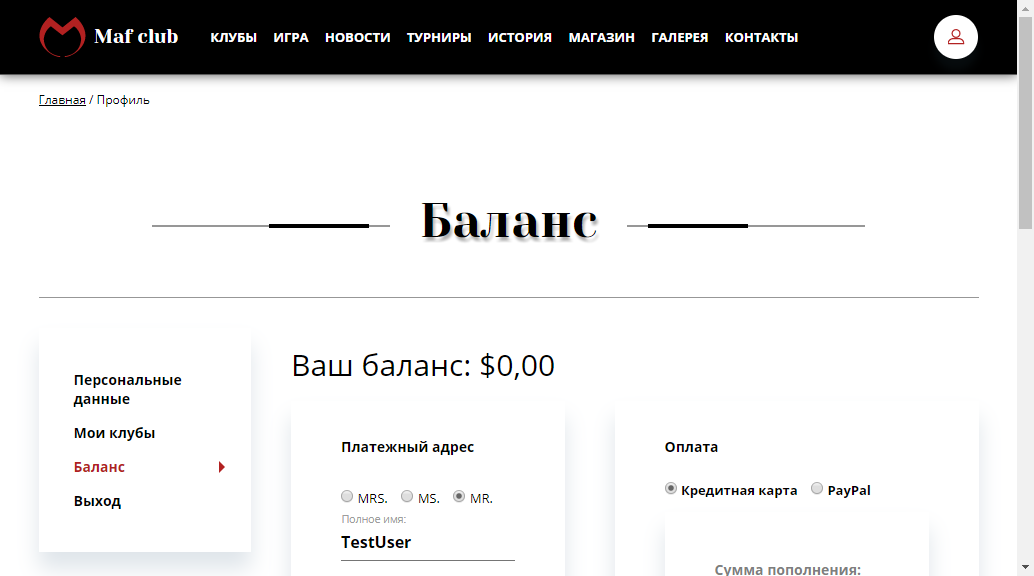 Maf club
КЛУБЫ ИГРА НОВОСТИ ТУРНИРЫ ИСТОРИЯ МАГАЗИН ГАЛЕРЕЯ КОНТАКТЫ
Главная / Профиль
Баланс
Персональные
данные
Мои клубы
Баланс
Выход
Ваш баланс: $0,00
Платежный адрес
MRS. MS. MR.
Полное имя:
TestUser
Оплата
Кредитная карта PayPal
Сумма пополнения: